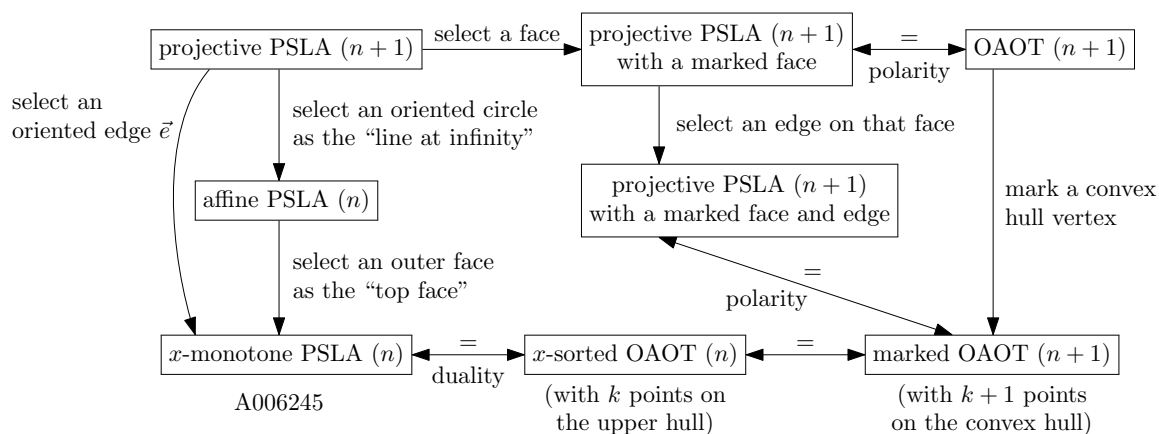 projective PSLA (n + 1)
select a face
projective PSLA (n + 1)
with a marked face
=
polarity
OAOT (n + 1)
select an
oriented edge e⃗
select an oriented circle
as the “line at infinity”
select an edge on that face
affine PSLA (n)
projective PSLA (n + 1)
with a marked face and edge
mark a convex
hull vertex
select an outer face
as the “top face”
=
polarity
x-monotone PSLA (n)
=
duality
x-sorted OAOT (n)
=
marked OAOT (n + 1)
A006245
(with k points on
the upper hull)
(with k + 1 points
on the convex hull)